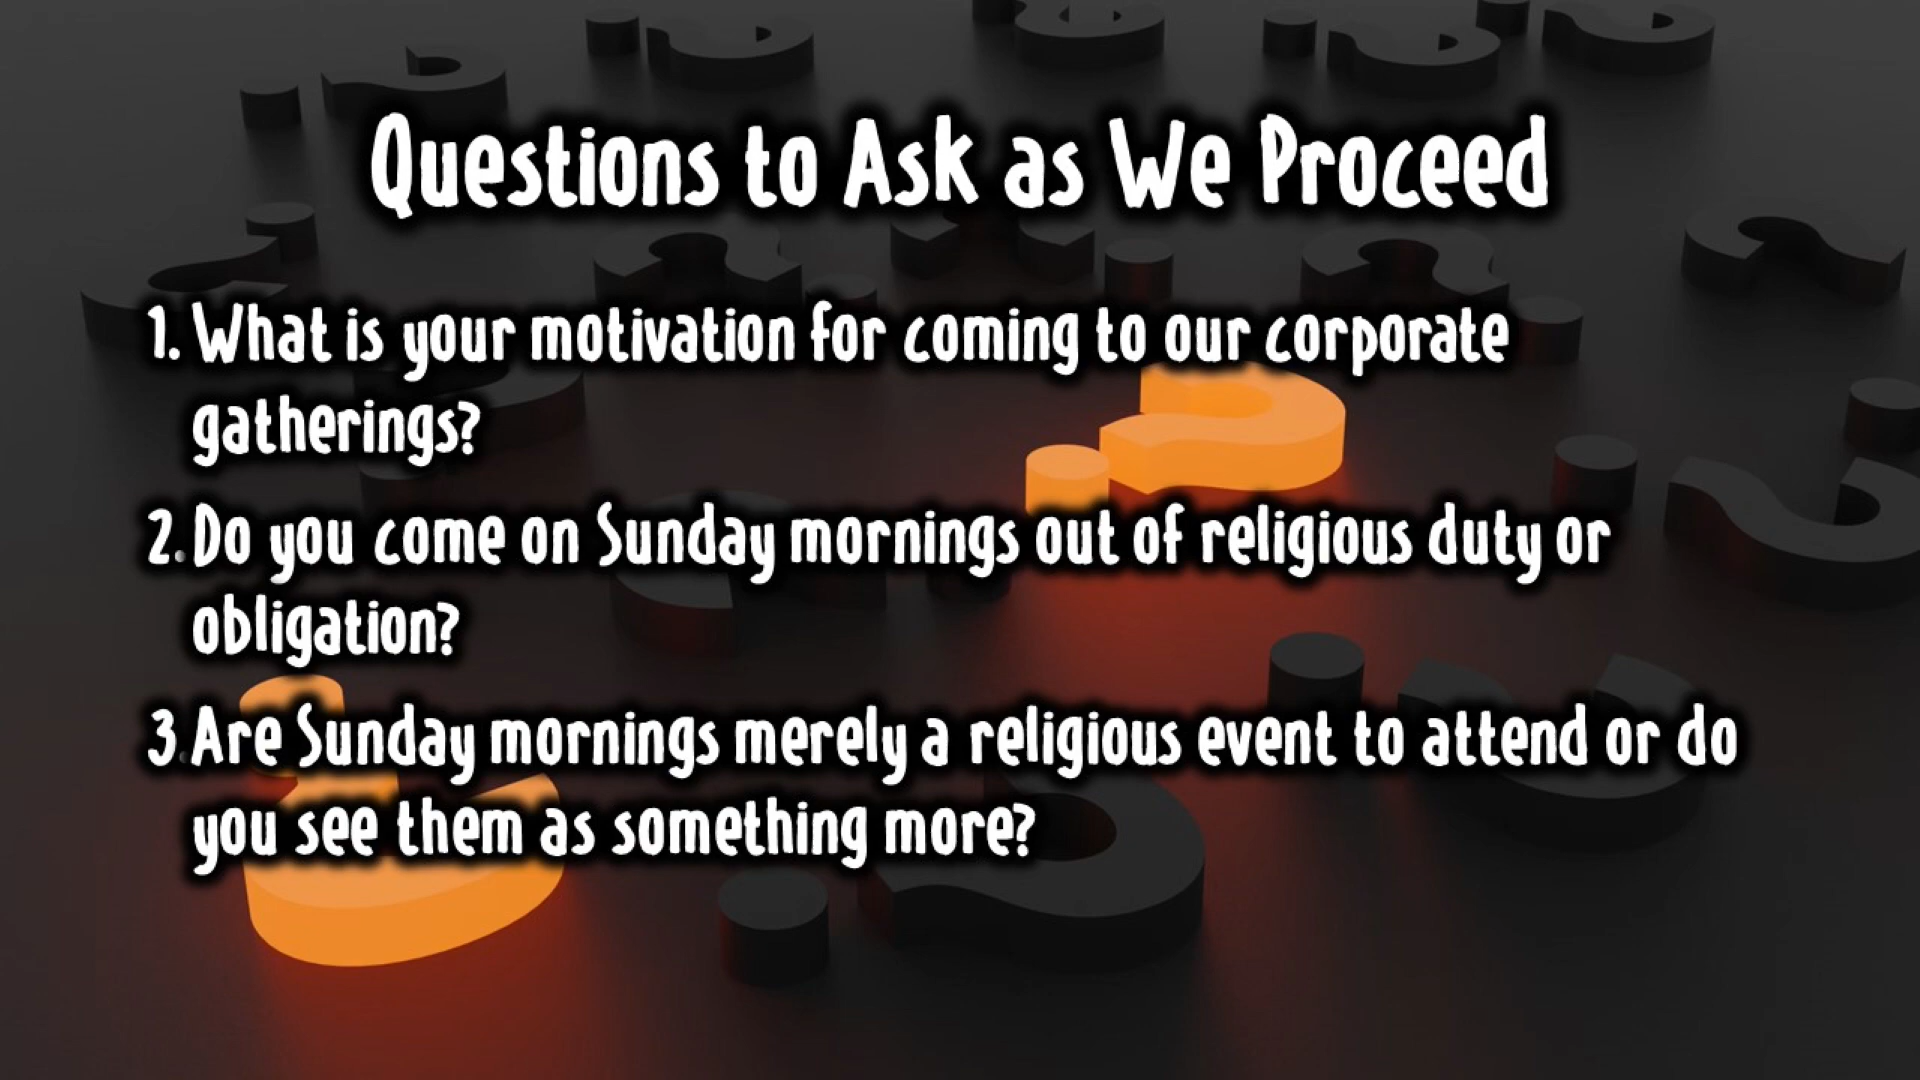 Questions to Ask as We Proceed
1. What is your motivation for coming to our corporate
gatherings?
2. Do you come on Sunday mornings out of religious duty or
obligation?
3. Are Sunday mornings merely a religious event to attend or do
you see them as something more?